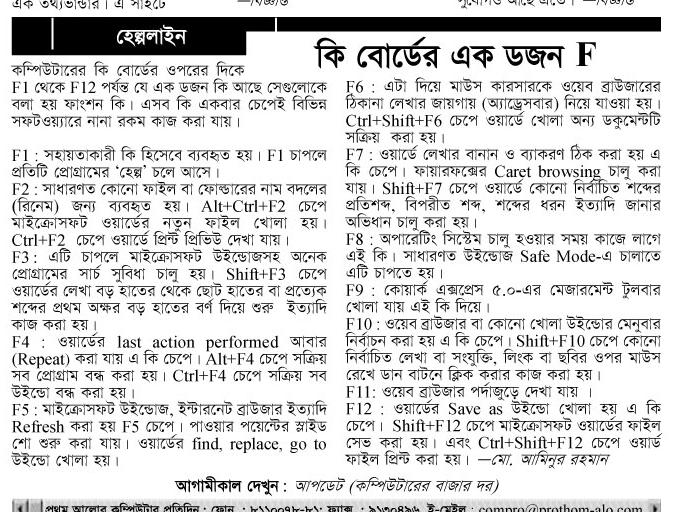 এক তথ্যভান্ডার। এ সাইটে
—বিজ্ঞপ্তি
—বিজ্ঞপ্তি
হেল্পলাইন
কি বোর্ডের এক ডজন F
কম্পিউটারের কি বোর্ডের ওপরের দিকে
F1 থেকে F12 পর্যন্ত যে এক ডজন কি আছে সেগুলোকে
বলা হয় ফাংশন কি। এসব কি একবার চেপেই বিভিন্ন
সফটওয়্যারে নানা রকম কাজ করা যায়।
F1 : সহায়তাকারী কি হিসেবে ব্যবহৃত হয়। F1 চাপলে
প্রতিটি প্রোগ্রামের ‘হেল্প’ চলে আসে।
F2 : সাধারণত কোনো ফাইল বা ফোল্ডারের নাম বদলের
(রিনেম) জন্য ব্যবহৃত হয়। Alt+Ctrl+F2 চেপে
মাইক্রোসফট ওয়ার্ডের নতুন ফাইল খোলা হয়।
Ctrl+F2 চেপে ওয়ার্ডে প্রিন্ট প্রিভিউ দেখা যায়।
F3 : এটি চাপলে মাইক্রোসফট উইন্ডোজসহ অনেক
প্রোগ্রামের সার্চ সুবিধা চালু হয়। Shift+F3 চেপে
ওয়ার্ডের লেখা বড় হাতের থেকে ছোট হাতের বা প্রত্যেক
শব্দের প্রথম অক্ষর বড় হাতের বর্ণ দিয়ে শুরু ইত্যাদি
কাজ করা হয়।
F4 : ওয়ার্ডের last action performed আবার
(Repeat) করা যায় এ কি চেপে। Alt+F4 চেপে সক্রিয়
সব প্রোগ্রাম বন্ধ করা হয়। Ctrl+F4 চেপে সক্রিয় সব
উইন্ডো বন্ধ করা হয়।
F5 : মাইক্রোসফট উইন্ডোজ, ইন্টারনেট ব্রাউজার ইত্যাদি
Refresh করা হয় F5 চেপে। পাওয়ার পয়েন্টের স্লাইড
শো শুরু করা যায়। ওয়ার্ডের find, replace, go to
উইন্ডো খোলা হয়।
F6 : এটা দিয়ে মাউস কারসারকে ওয়েব ব্রাউজারের
ঠিকানা লেখার জায়গায় (অ্যাড্রেসবার) নিয়ে যাওয়া হয়।
Ctrl+Shift+F6 চেপে ওয়ার্ডে খোলা অন্য ডকুমেন্টটি
সক্রিয় করা হয়।
F7 : ওয়ার্ডে লেখার বানান ও ব্যাকরণ ঠিক করা হয় এ
কি চেপে। ফায়ারফক্সের Caret browsing চালু করা
যায়। Shift+F7 চেপে ওয়ার্ডে কোনো নির্বাচিত শব্দের
প্রতিশব্দ, বিপরীত শব্দ, শব্দের ধরন ইত্যাদি জানার
অভিধান চালু করা হয়।
F8 : অপারেটিং সিস্টেম চালু হওয়ার সময় কাজে লাগে
এই কি। সাধারণত উইন্ডোজ Safe Mode-এ চালাতে
এটি চাপতে হয়।
F9 : কোয়ার্ক এক্সপ্রেস ৫.০-এর মেজারমেন্ট টুলবার
খোলা যায় এই কি দিয়ে।
F10 : ওয়েব ব্রাউজার বা কোনো খোলা উইন্ডোর মেনুবার
নির্বাচন করা হয় এ কি চেপে। Shift+F10 চেপে কোনো
নির্বাচিত লেখা বা সংযুক্তি, লিংক বা ছবির ওপর মাউস
রেখে ডান বাটনে ক্লিক করার কাজ করা হয়।
F11: ওয়েব ব্রাউজার পর্দাজুড়ে দেখা যায় ।
F12 : ওয়ার্ডের Save as উইন্ডো খোলা হয় এ কি
চেপে। Shift+F12 চেপে মাইক্রোসফট ওয়ার্ডের ফাইল
সেভ করা হয়। এবং Ctrl+Shift+F12 চেপে ওয়ার্ড
ফাইল প্রিন্ট করা হয়। —মো. আমিনুর রহমান
আগামীকাল দেখুন : আপডেট (কম্পিউটারের বাজার দর)
প্রথম আলোর কম্পিউটার প্রতিদিন : ফোন : ৮১১০০৭৮-৮১; ফ্যাক্স : ৯১৩০৪৯৬, ই-মেইল : compro@prothom-alo.com